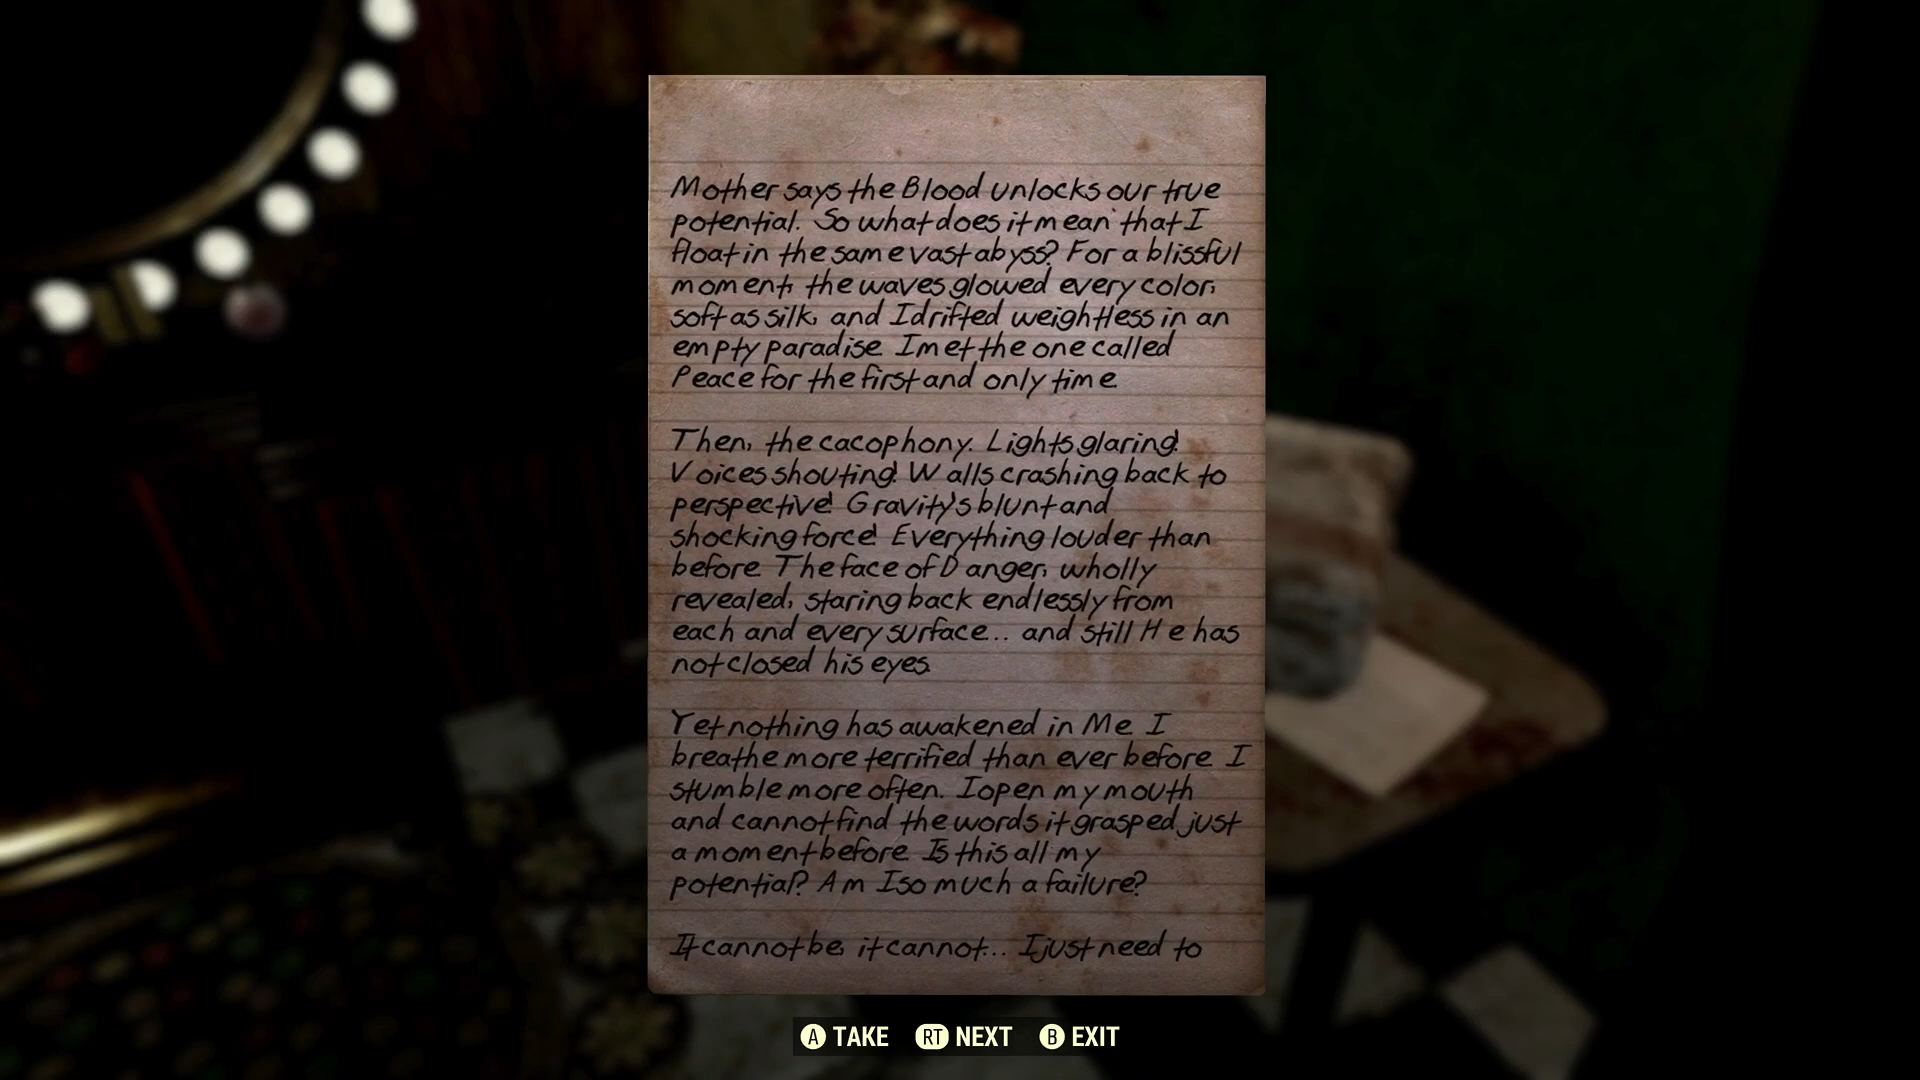 Mother says the Blood unlocks our true
potential. So what does it mean that I
float in the same vast abyss? For a blissful
moment, the waves glowed every color,
soft as silk, and I drifted weightless in an
empty paradise. I met the one called
Peace for the first and only time.
Then, the cacophony. Lights glaring!
Voices shouting! Walls crashing back to
perspective! Gravity's blunt and
shocking force! Everything louder than
before. The face of Danger, wholly
revealed, staring back endlessly from
each and every surface... and still He has
not closed his eyes.
Yet nothing has awakened in Me. I
breathe more terrified than ever before. I
stumble more often. I open my mouth
and cannot find the words it grasped just
a moment before. Is this all my
potential? Am I so much a failure?
It cannot be, it cannot... I just need to
A TAKE RT NEXT B EXIT